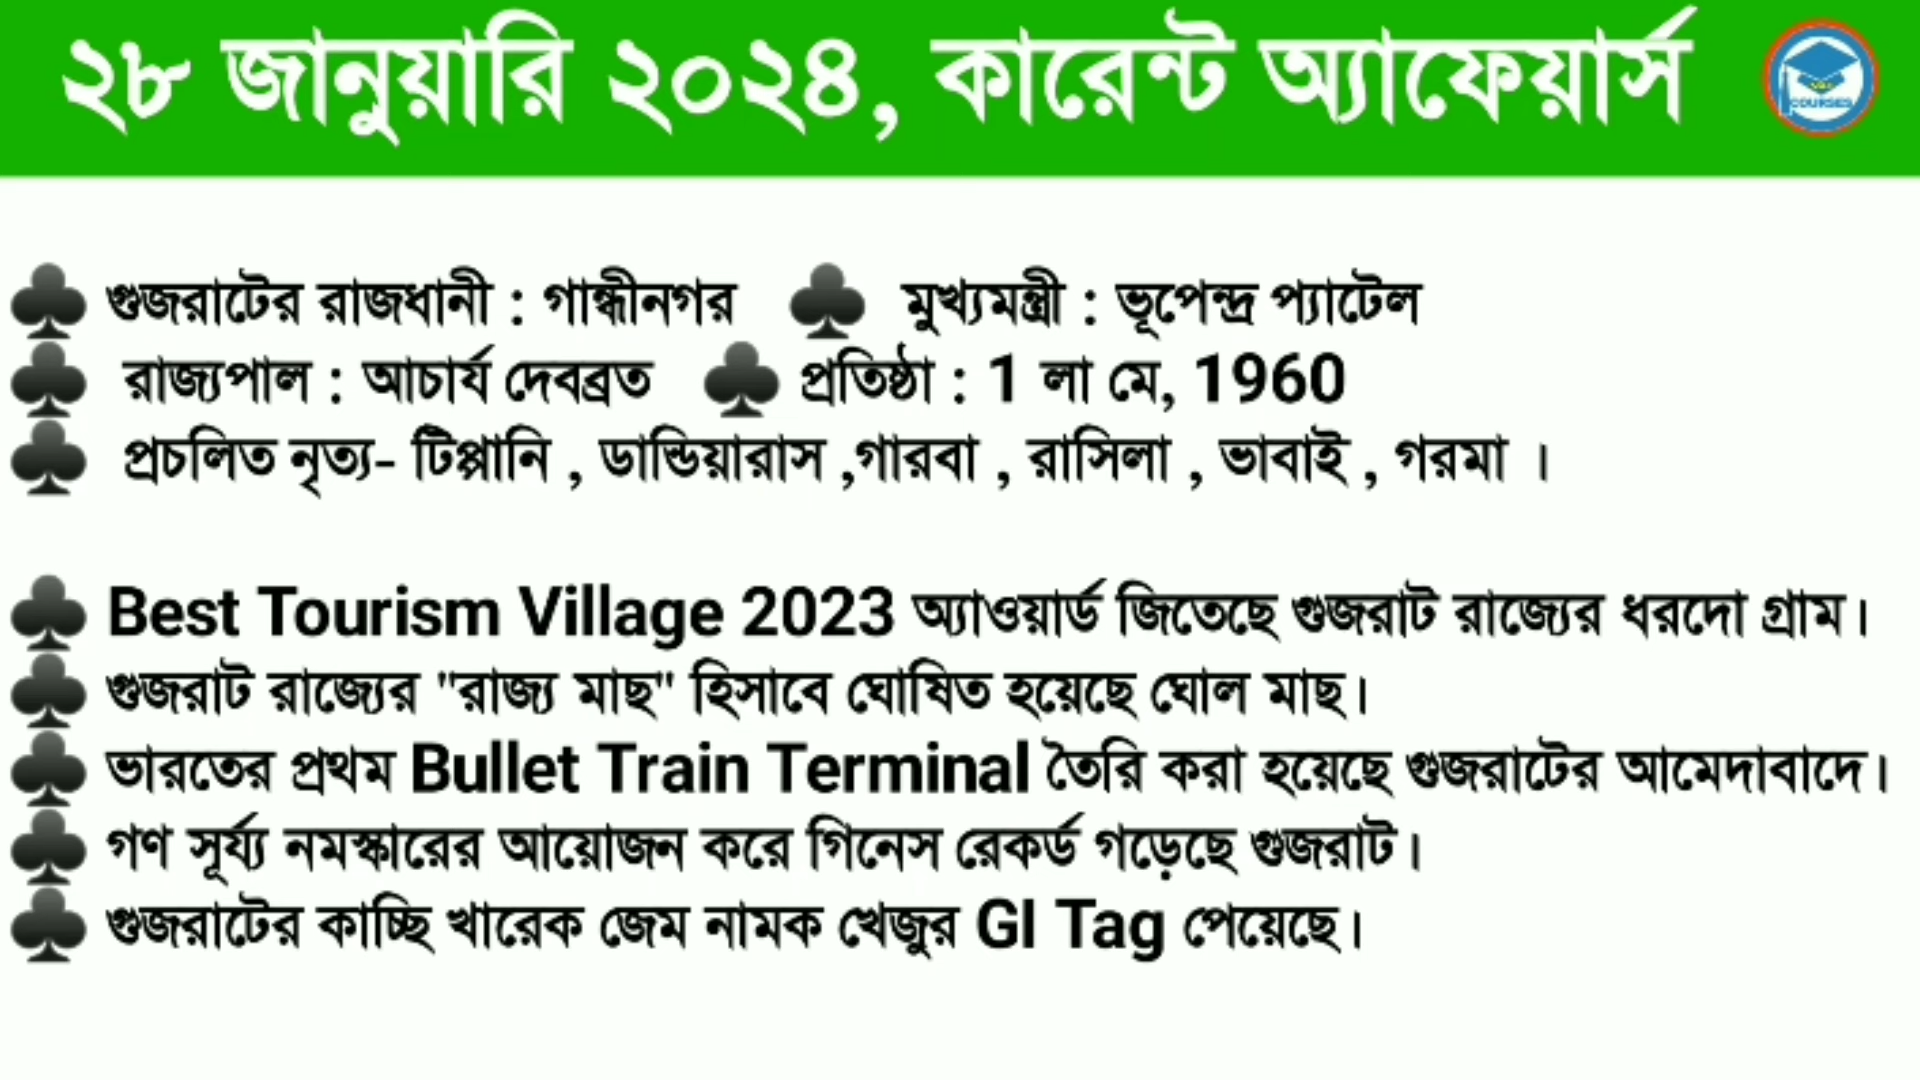 ২৮ জানুয়ারি ২০২৪, কারেন্ট অ্যাফেয়ার্স
COURSES
♣ গুজরাটের রাজধানী : গান্ধীনগর ♣ মুখ্যমন্ত্রী : ভূপেন্দ্র প্যাটেল
♣ রাজ্যপাল : আচার্য দেবব্রত ♣ প্রতিষ্ঠা : 1 লা মে, 1960
♣ প্রচলিত নৃত্য- টিপ্পানি , ডান্ডিয়ারাস ,গারবা , রাসিলা , ভাবাই , গরমা ।
♣ Best Tourism Village 2023 অ্যাওয়ার্ড জিতেছে গুজরাট রাজ্যের ধরদো গ্রাম।
♣ গুজরাট রাজ্যের "রাজ্য মাছ" হিসাবে ঘোষিত হয়েছে ঘোল মাছ।
♣ ভারতের প্রথম Bullet Train Terminal তৈরি করা হয়েছে গুজরাটের আমেদাবাদে।
♣ গণ সূর্য্য নমস্কারের আয়োজন করে গিনেস রেকর্ড গড়েছে গুজরাট।
♣ গুজরাটের কাচ্ছি খারেক জেম নামক খেজুর GI Tag পেয়েছে।